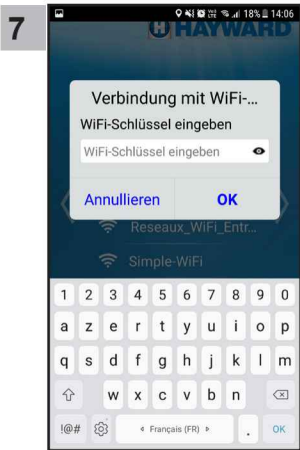 7
18% 14:06
HAYWARD
Verbindung mit WiFi-...
WiFi-Schlüssel eingeben
WiFi-Schlüssel eingeben
Annullieren OK
Reseaux_WiFi_Entr...
Simple-WiFi
1 2 3 4 5 6 7 8 9 0
a z e r t y u i o p
q s d f g h j k l m
w x c v b n
!@# Français (FR) . OK